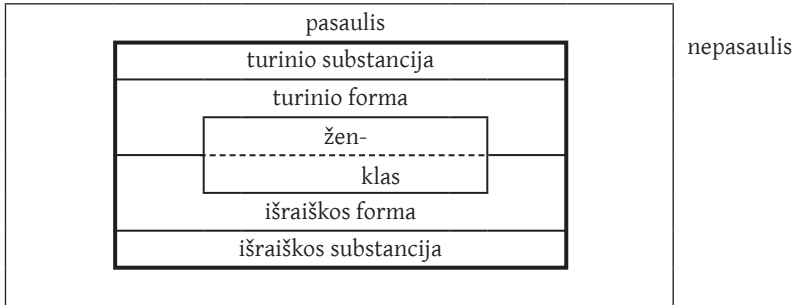 pasaulis
nepasaulis
turinio substancija
turinio forma
žen-
klas
išraiškos forma
išraiškos substancija